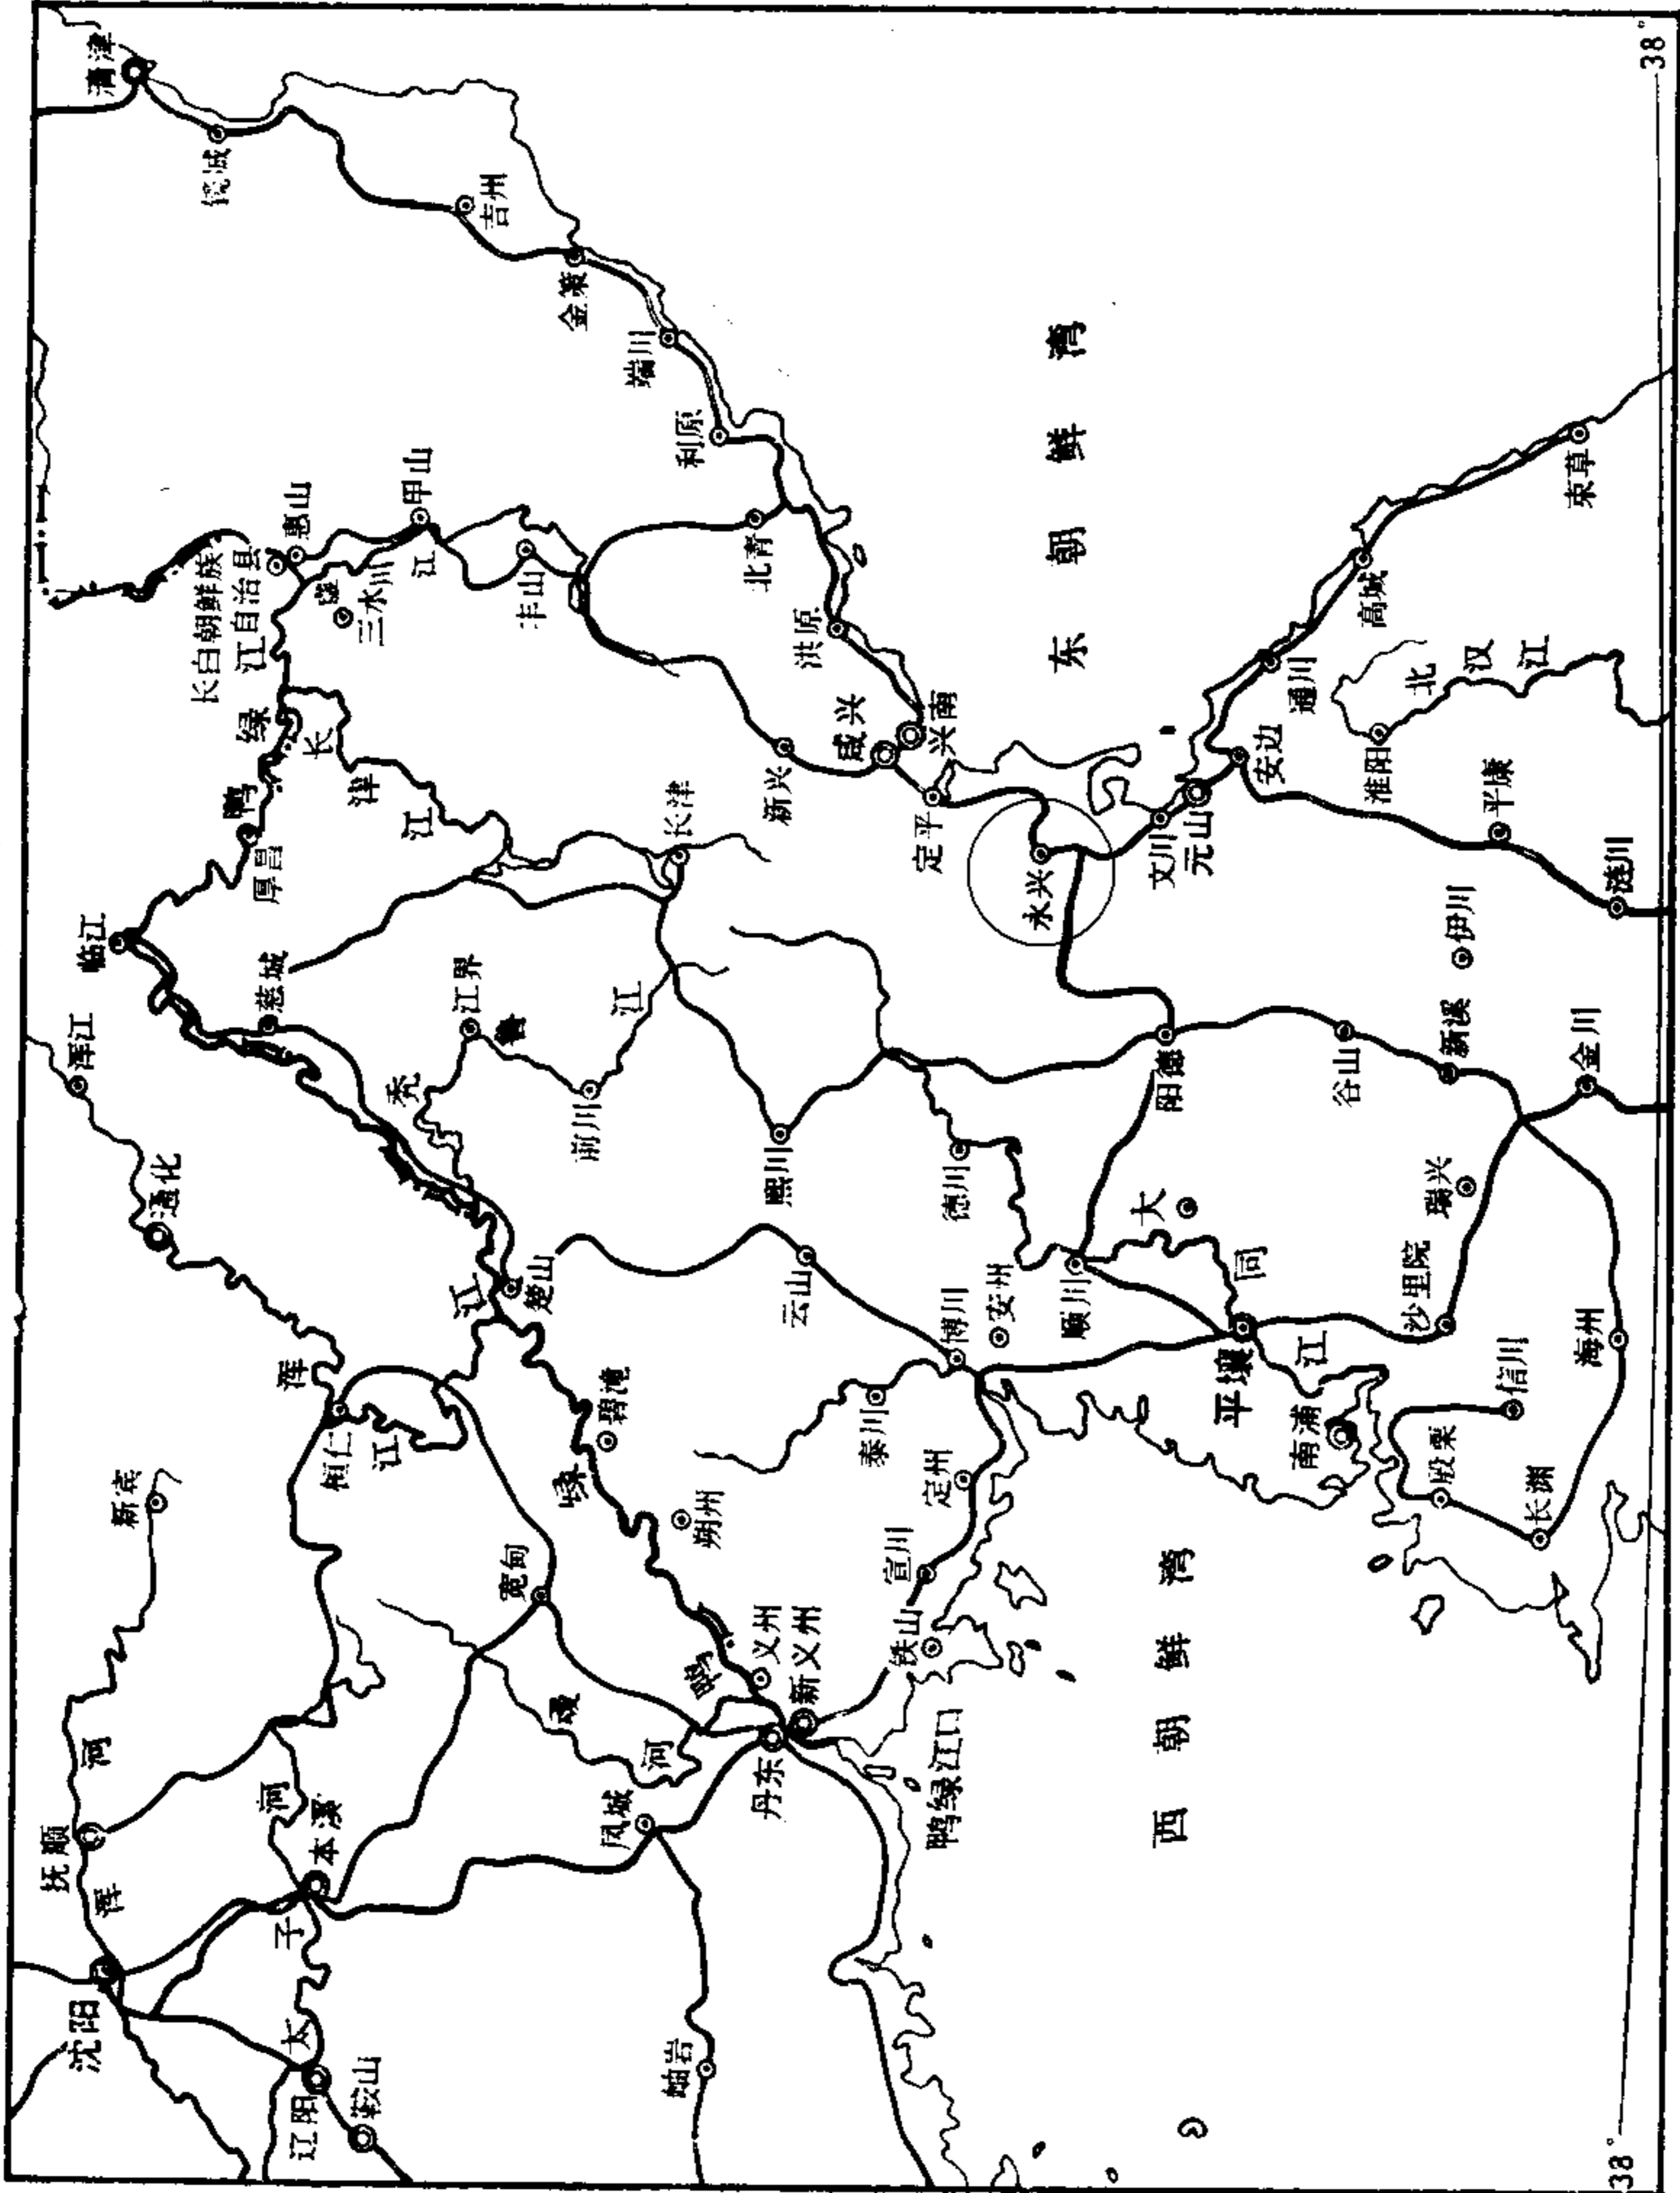 沈阳
抚顺
浑
河
新宾
辽阳
鞍山
太
子
河
本溪
桓仁
浑
江
通化
浑江
临江
凤城
岫岩
宽甸
叆
河
丹东
新义州
义州
鸭
绿
江
鸭绿江口
朔州
碧潼
楚山
秃
鲁
江
慈城
江界
前川
厚昌
鸭
绿
江
长
津
江
长津
长白朝鲜族
自治县
惠山
三水
虚
川
江
甲山
丰山
清津
镜城
吉州
金策
端川
利原
北青
洪原
新兴
咸兴
兴南
定平
永兴
文川
元山
安边
通川
高城
束草
淮阳
北
汉
江
平康
涟川
伊川
铁山
宣川
定州
泰川
博川
云山
熙川
德川
安州
顺川
阳德
谷山
新溪
金川
瑞兴
沙里院
平壤
大
同
江
南浦
殷栗
信川
长渊
海州
西朝鲜湾
东朝鲜湾
38°
38°